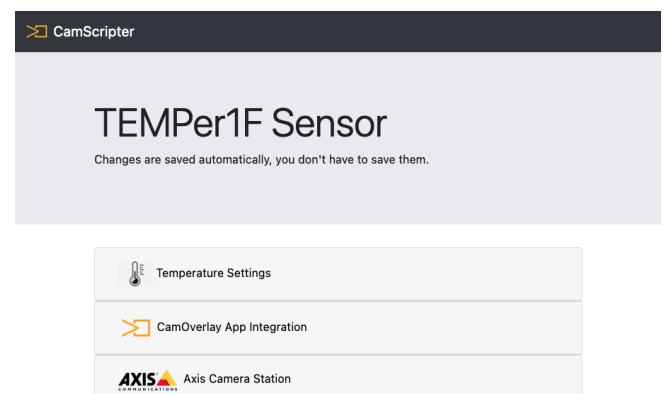 CamScripter
TEMPer1F Sensor
Changes are saved automatically, you don't have to save them.
Temperature Settings
CamOverlay App Integration
AXIS
COMMUNICATIONS
Axis Camera Station